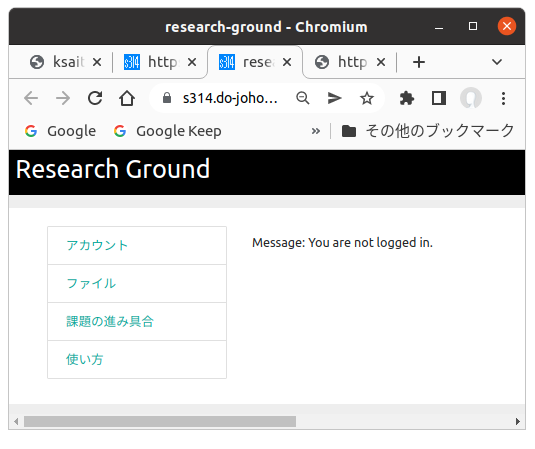 research-ground - Chromium
ksait
http
rese
http
s314.do-joho…
Google
Google Keep
»
その他のブックマーク
Research Ground
アカウント
Message: You are not logged in.
ファイル
課題の進み具合
使い方